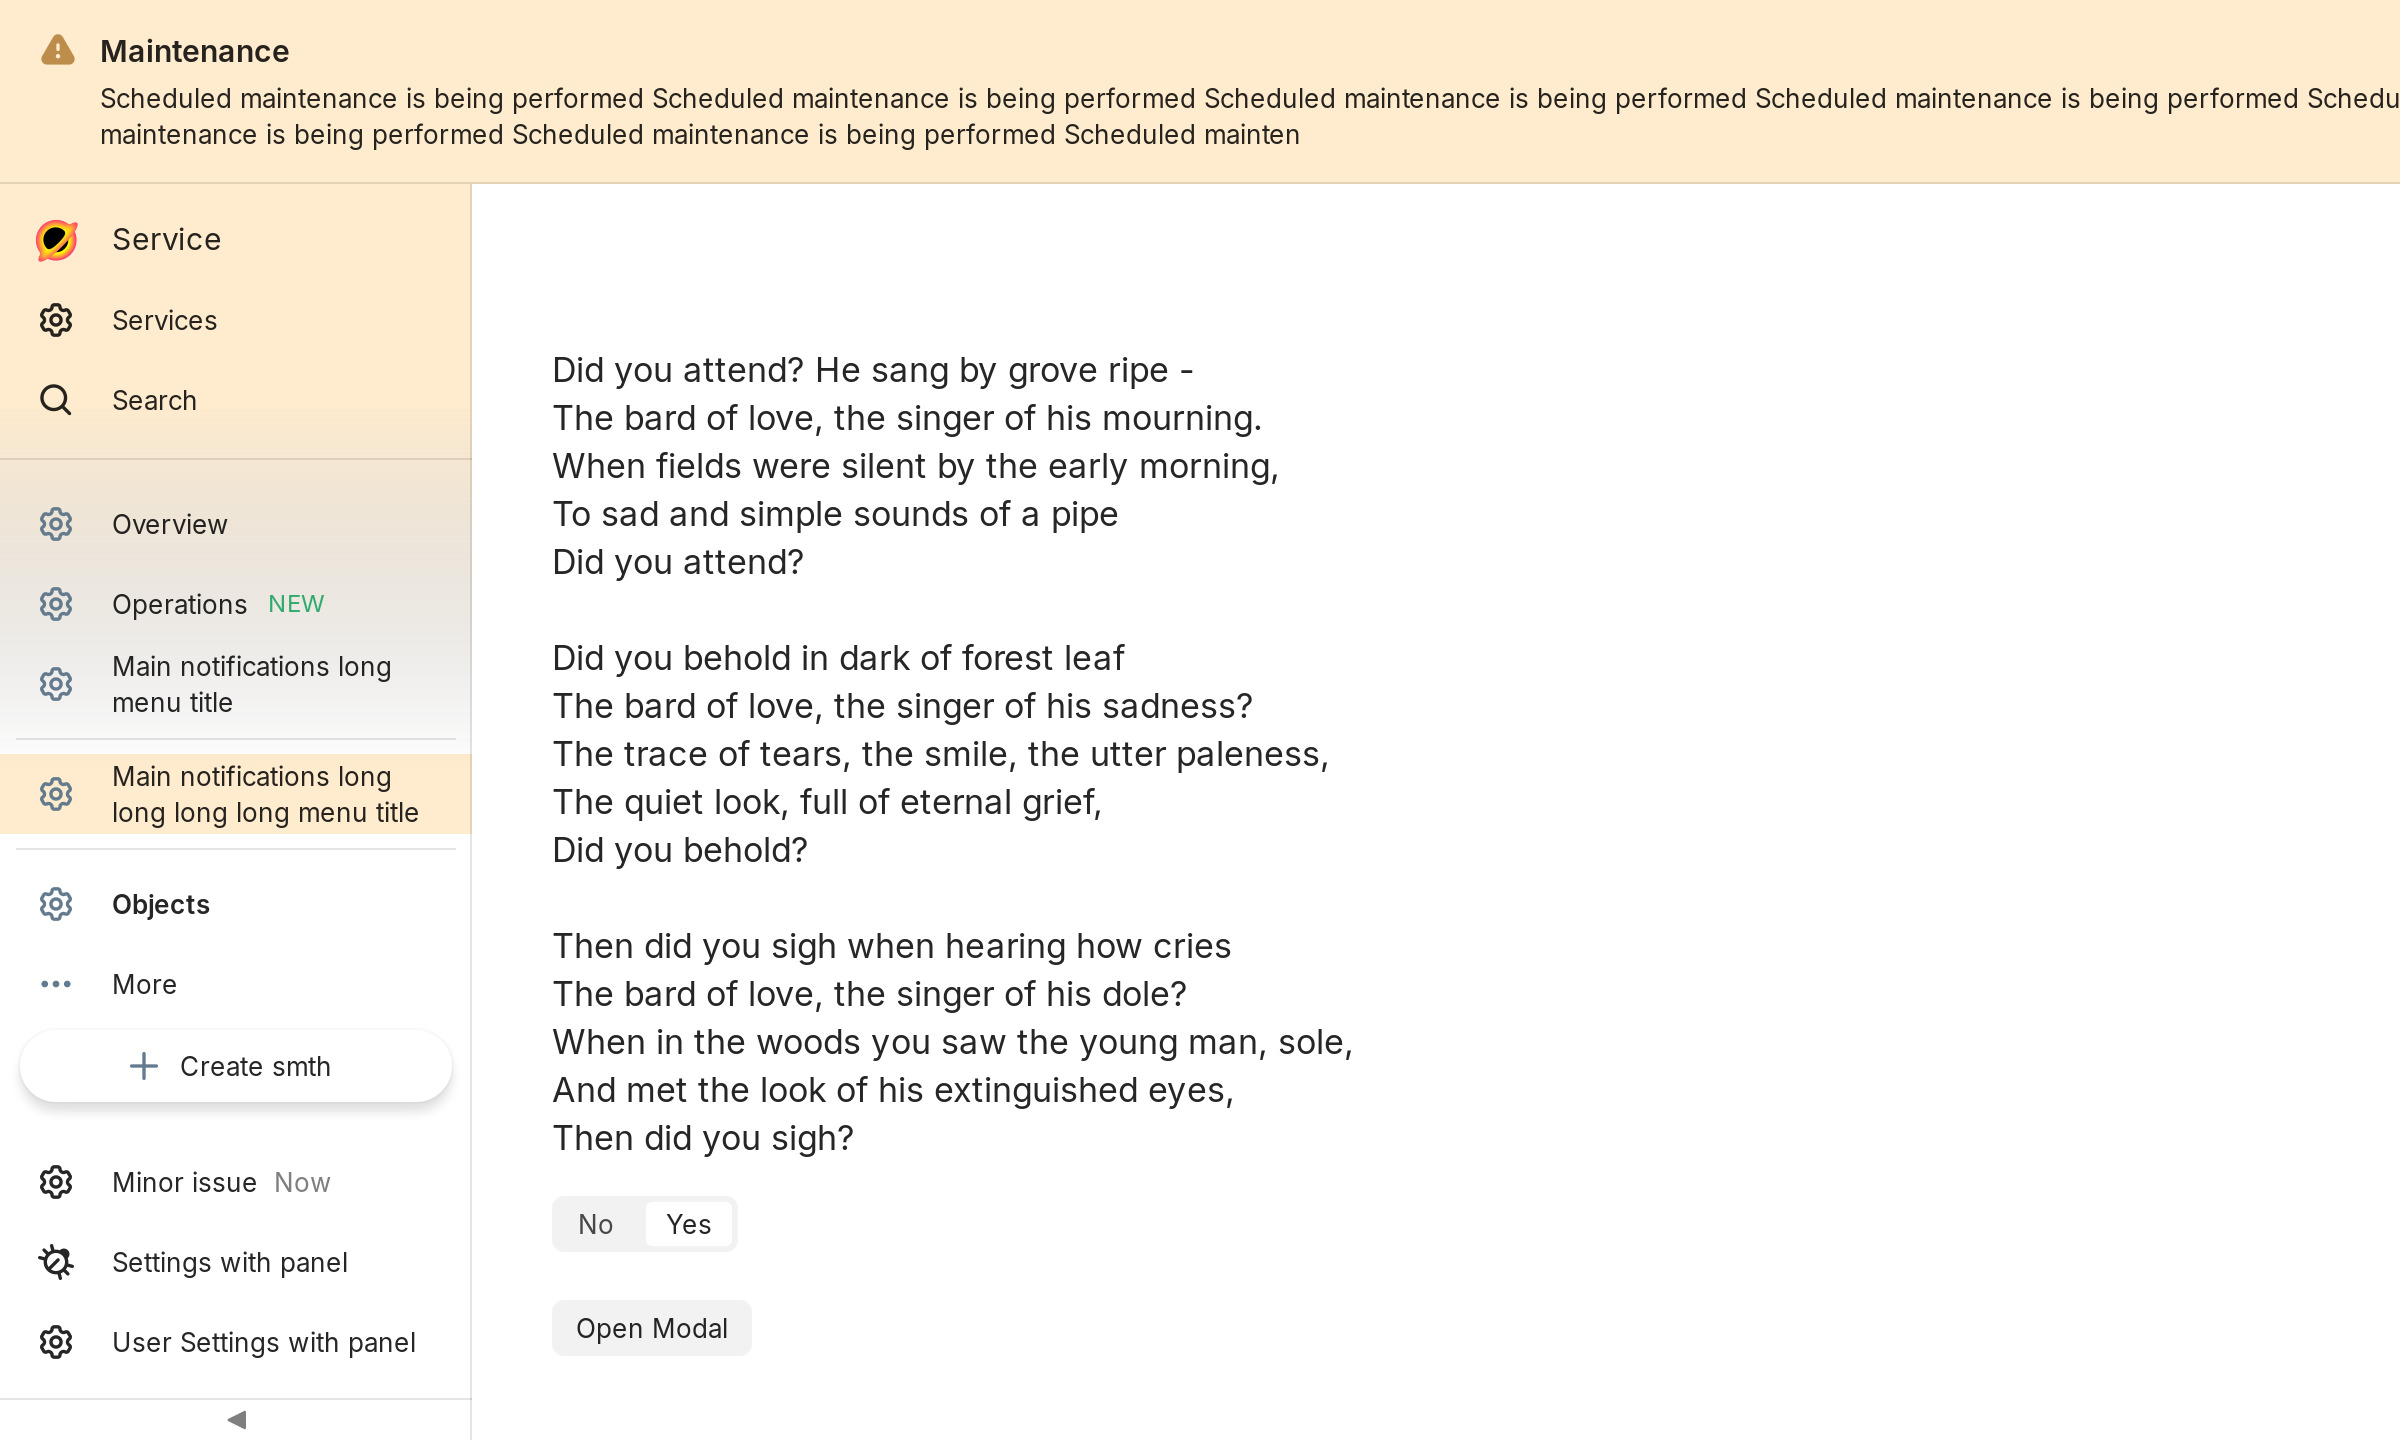 Maintenance
Scheduled maintenance is being performed Scheduled maintenance is being performed Scheduled maintenance is being performed Scheduled maintenance is being performed
maintenance is being performed Scheduled maintenance is being performed Scheduled mainten
Service
Services
Search
Overview
Operations NEW
Main notifications long
menu title
Main notifications long
long long long menu title
Objects
More
Create smth
Minor issue Now
Settings with panel
User Settings with panel
Did you attend? He sang by grove ripe -
The bard of love, the singer of his mourning.
When fields were silent by the early morning,
To sad and simple sounds of a pipe
Did you attend?
Did you behold in dark of forest leaf
The bard of love, the singer of his sadness?
The trace of tears, the smile, the utter paleness,
The quiet look, full of eternal grief,
Did you behold?
Then did you sigh when hearing how cries
The bard of love, the singer of his dole?
When in the woods you saw the young man, sole,
And met the look of his extinguished eyes,
Then did you sigh?
No Yes
Open Modal